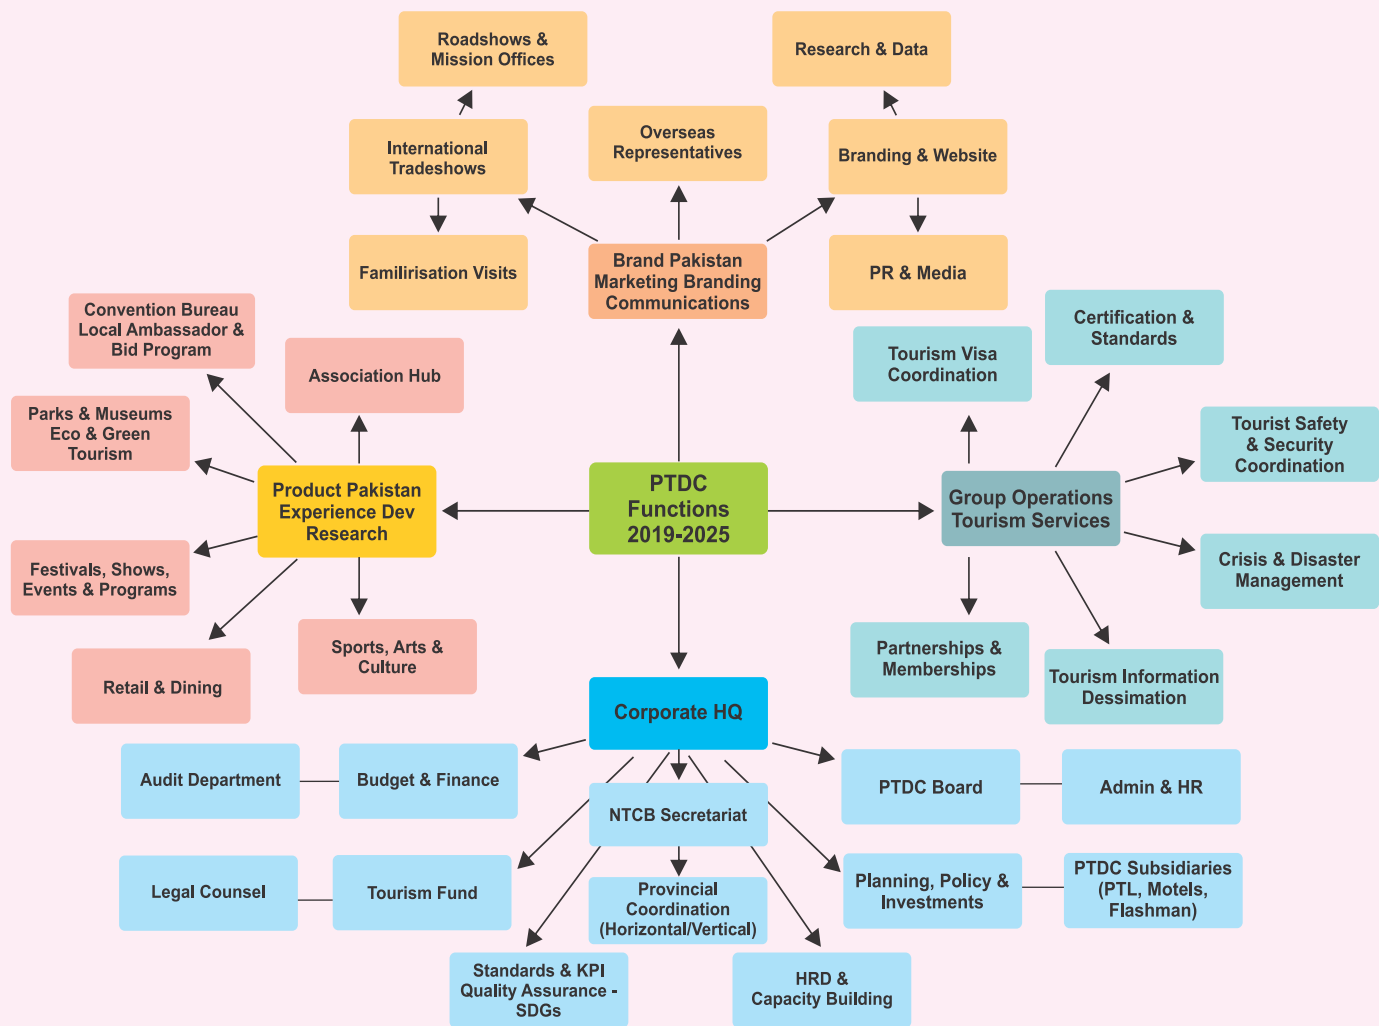 Roadshows &
Mission Offices
Research & Data
International
Tradeshows
Overseas
Representatives
Branding & Website
Familirisation Visits
Brand Pakistan
Marketing Branding
Communications
PR & Media
Convention Bureau
Local Ambassador &
Bid Program
Association Hub
Tourism Visa
Coordination
Certification &
Standards
Parks & Museums
Eco & Green
Tourism
Tourist Safety
& Security
Coordination
Product Pakistan
Experience Dev
Research
PTDC
Functions
2019-2025
Group Operations
Tourism Services
Festivals, Shows,
Events & Programs
Crisis & Disaster
Management
Sports, Arts &
Culture
Retail & Dining
Partnerships &
Memberships
Tourism Information
Dessimation
Corporate HQ
Audit Department
Budget & Finance
NTCB Secretariat
PTDC Board
Admin & HR
Legal Counsel
Tourism Fund
Provincial
Coordination
(Horizontal/Vertical)
Planning, Policy &
Investments
PTDC Subsidiaries
(PTL, Motels,
Flashman)
Standards & KPI
Quality Assurance -
SDGs
HRD &
Capacity Building